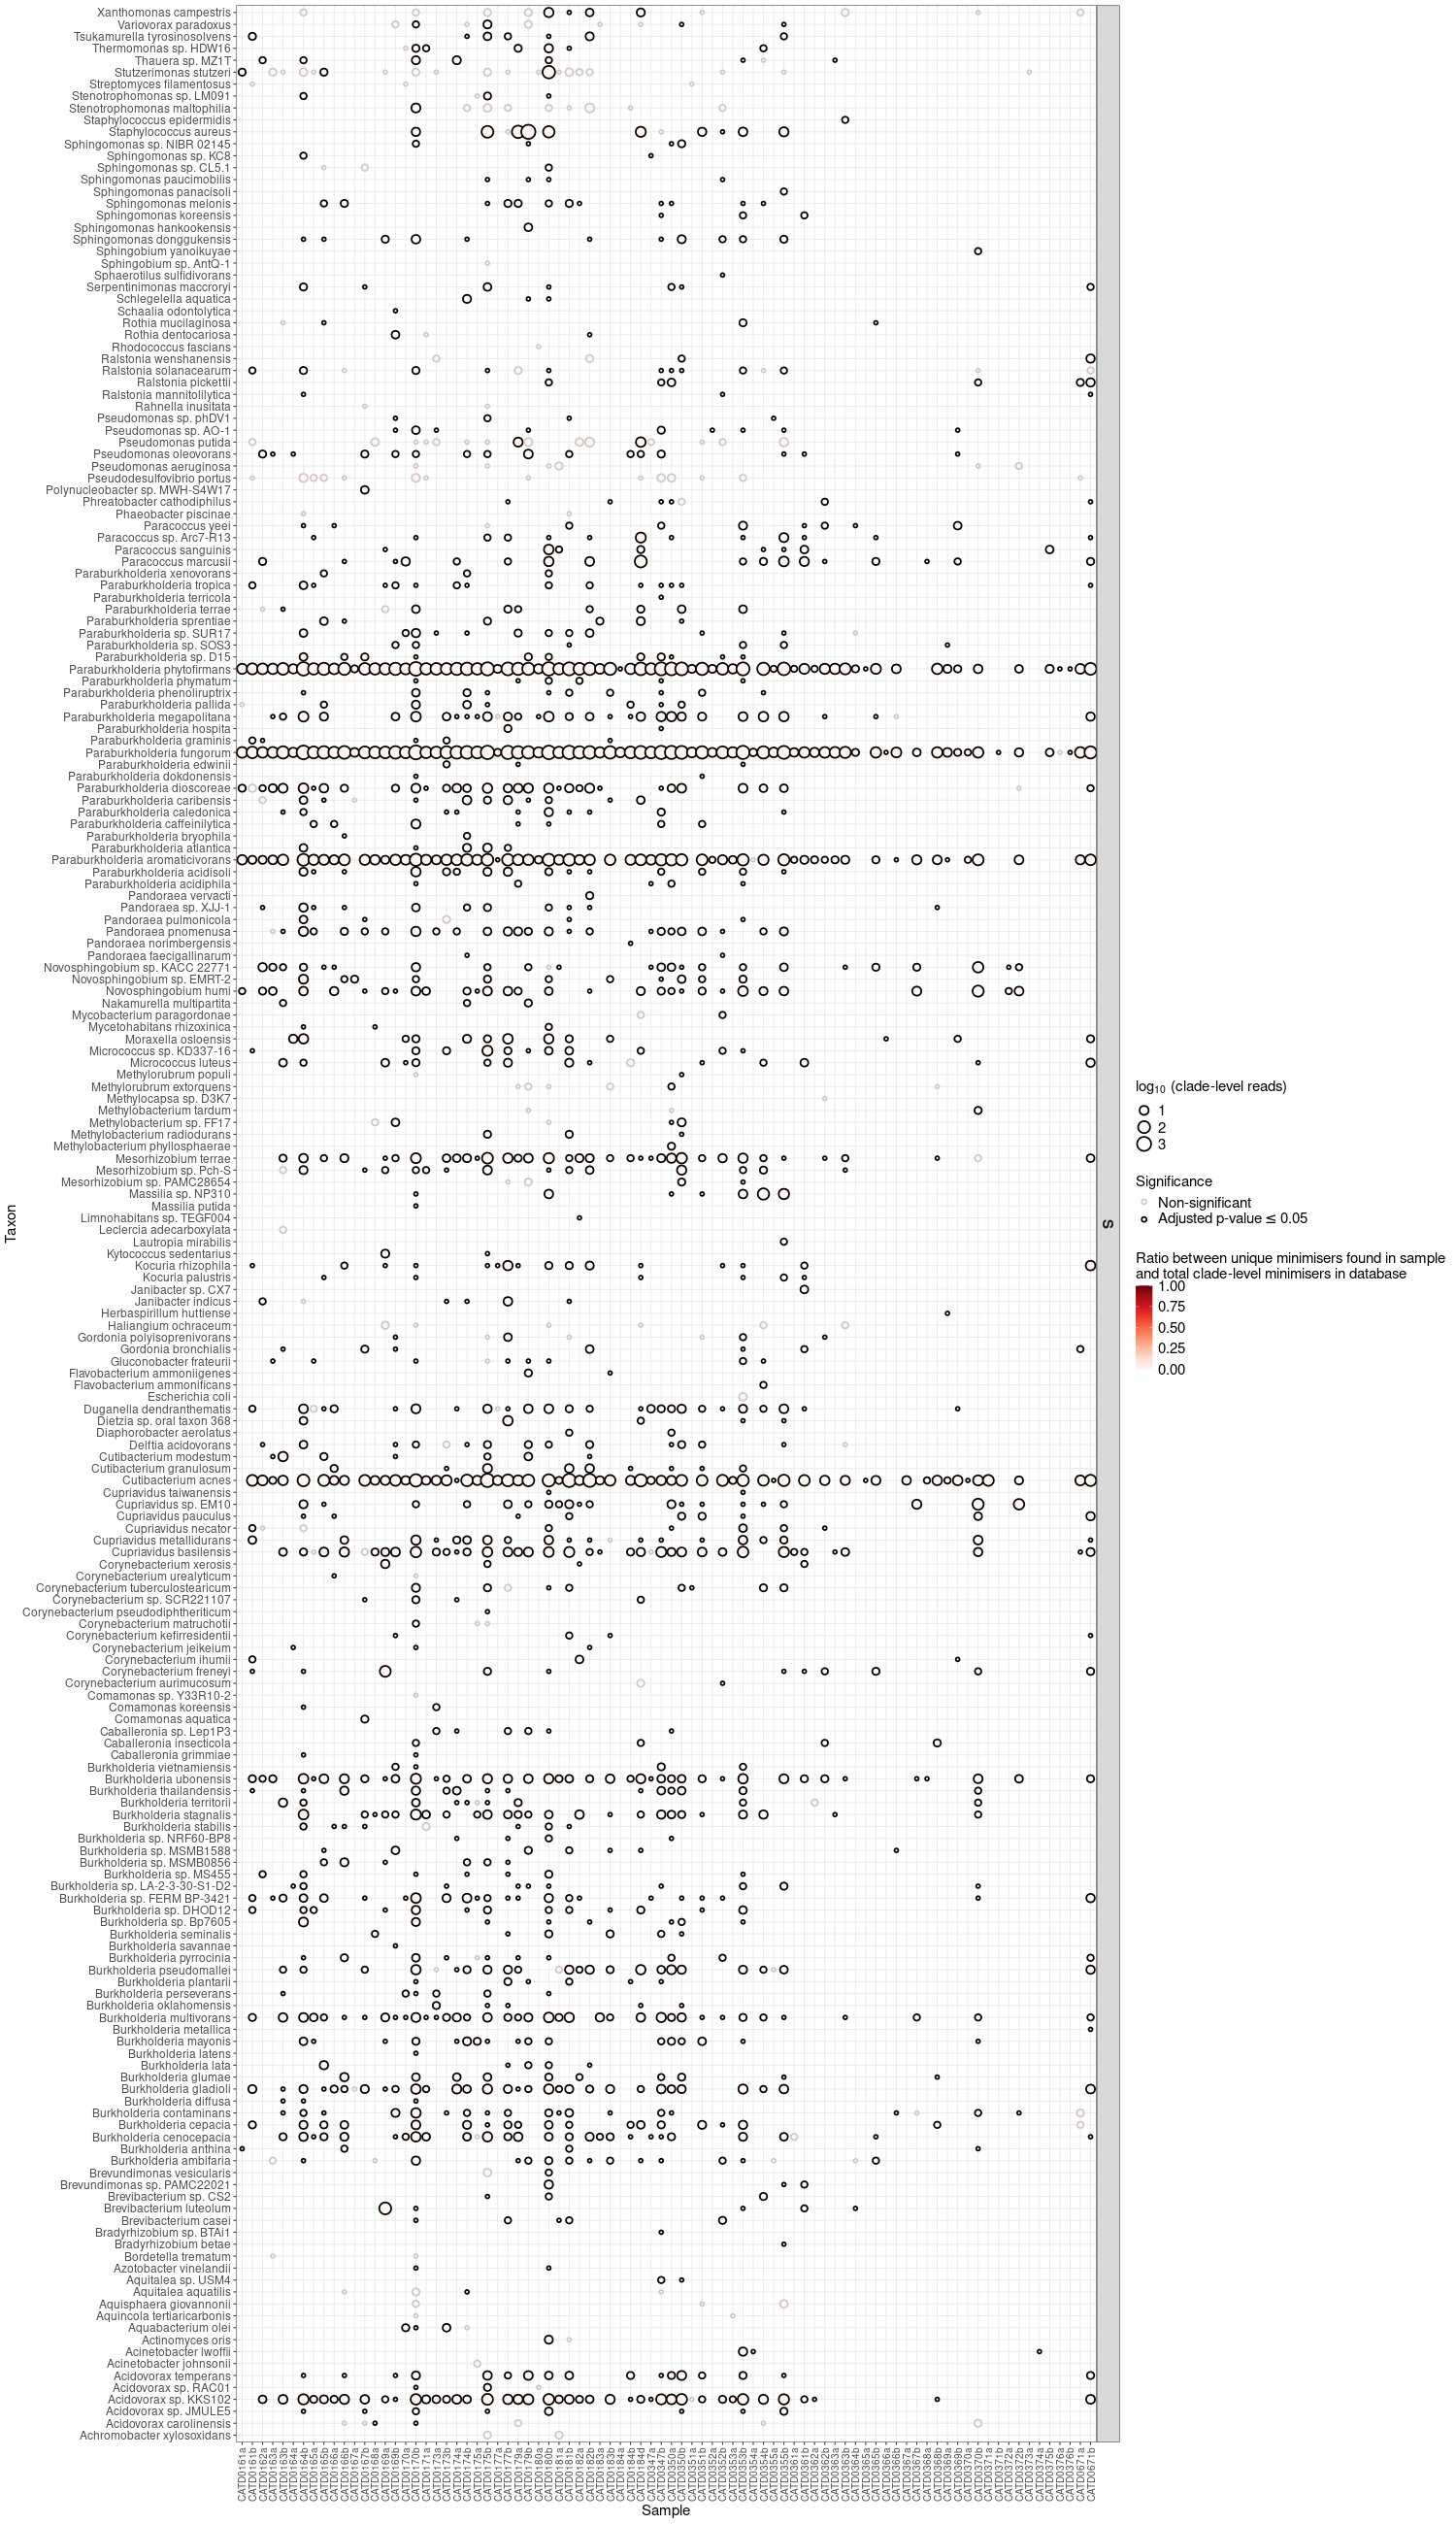 Xanthomonas campestris
Variovorax paradoxus
Tsukamurella tyrosinosolvens
Thermomonas sp. HDW16
Thauera sp. MZ1T
Stutzerimonas stutzeri
Streptomyces filamentosus
Stenotrophomonas sp. LM091
Stenotrophomonas maltophilia
Staphylococcus epidermidis
Staphylococcus aureus
Sphingomonas sp. NIBR 02145
Sphingomonas sp. KC8
Sphingomonas sp. CL5.1
Sphingomonas paucimobilis
Sphingomonas panacisoli
Sphingomonas melonis
Sphingomonas koreensis
Sphingomonas hankookensis
Sphingomonas donggukensis
Sphingobium yanoikuyae
Sphingobium sp. AntQ-1
Sphaerotilus sulfidivorans
Serpentinimonas maccroryi
Schlegelella aquatica
Schaalia odontolytica
Rothia mucilaginosa
Rothia dentocariosa
Rhodococcus fascians
Ralstonia wenshanensis
Ralstonia solanacearum
Ralstonia pickettii
Ralstonia mannitolilytica
Rahnella inusitata
Pseudomonas sp. phDV1
Pseudomonas sp. AO-1
Pseudomonas putida
Pseudomonas oleovorans
Pseudomonas aeruginosa
Pseudodesulfovibrio portus
Polynucleobacter sp. MWH-S4W17
Phreatobacter cathodiphilus
Phaeobacter piscinae
Paracoccus yeei
Paracoccus sp. Arc7-R13
Paracoccus sanguinis
Paracoccus marcusii
Paraburkholderia xenovorans
Paraburkholderia tropica
Paraburkholderia terricola
Paraburkholderia terrae
Paraburkholderia sprentiae
Paraburkholderia sp. SUR17
Paraburkholderia sp. SOS3
Paraburkholderia sp. D15
Paraburkholderia phytofirmans
Paraburkholderia phymatum
Paraburkholderia phenoliruptrix
Paraburkholderia pallida
Paraburkholderia megapolitana
Paraburkholderia hospita
Paraburkholderia graminis
Paraburkholderia fungorum
Paraburkholderia edwinii
Paraburkholderia dokdonensis
Paraburkholderia dioscoreae
Paraburkholderia caribensis
Paraburkholderia caledonica
Paraburkholderia caffeinilytica
Paraburkholderia bryophila
Paraburkholderia atlantica
Paraburkholderia aromaticivorans
Paraburkholderia acidisoli
Paraburkholderia acidiphila
Pandoraea vervacti
Pandoraea sp. XJJ-1
Pandoraea pulmonicola
Pandoraea pnomenusa
Pandoraea norimbergensis
Pandoraea faecigallinarum
Novosphingobium sp. KACC 22771
Novosphingobium sp. EMRT-2
Novosphingobium humi
Nakamurella multipartita
Mycobacterium paragordonae
Mycetohabitans rhizoxinica
Moraxella osloensis
Micrococcus sp. KD337-16
Micrococcus luteus
Methylorubrum populi
Methylorubrum extorquens
Methylocapsa sp. D3K7
Methylobacterium tardum
Methylobacterium sp. FF17
Methylobacterium radiodurans
Methylobacterium phyllosphaerae
Mesorhizobium terrae
Mesorhizobium sp. Pch-S
Mesorhizobium sp. PAMC28654
Massilia sp. NP310
Massilia putida
Limnohabitans sp. TEGF004
Leclercia adecarboxylata
Lautropia mirabilis
Kytococcus sedentarius
Kocuria rhizophila
Kocuria palustris
Janibacter sp. CX7
Janibacter indicus
Herbaspirillum huttiense
Haliangium ochraceum
Gordonia polyisoprenivorans
Gordonia bronchialis
Gluconobacter frateurii
Flavobacterium ammoniigenes
Flavobacterium ammonificans
Escherichia coli
Duganella dendranthematis
Dietzia sp. oral taxon 368
Diaphorobacter aerolatus
Delftia acidovorans
Cutibacterium modestum
Cutibacterium granulosum
Cutibacterium acnes
Cupriavidus taiwanensis
Cupriavidus sp. EM10
Cupriavidus pauculus
Cupriavidus necator
Cupriavidus metallidurans
Cupriavidus basilensis
Corynebacterium xerosis
Corynebacterium urealyticum
Corynebacterium tuberculostearicum
Corynebacterium sp. SCR221107
Corynebacterium pseudodiphtheriticum
Corynebacterium matruchotii
Corynebacterium kefirresidentii
Corynebacterium jeikeium
Corynebacterium ihumii
Corynebacterium freneyi
Corynebacterium aurimucosum
Comamonas sp. Y33R10-2
Comamonas koreensis
Comamonas aquatica
Caballeronia sp. Lep1P3
Caballeronia insecticola
Caballeronia grimmiae
Burkholderia vietnamiensis
Burkholderia ubonensis
Burkholderia thailandensis
Burkholderia territorii
Burkholderia stagnalis
Burkholderia stabilis
Burkholderia sp. NRF60-BP8
Burkholderia sp. MSMB1588
Burkholderia sp. MSMB0856
Burkholderia sp. MS455
Burkholderia sp. LA-2-3-30-S1-D2
Burkholderia sp. FERM BP-3421
Burkholderia sp. DHOD12
Burkholderia sp. Bp7605
Burkholderia seminalis
Burkholderia savannae
Burkholderia pyrrocinia
Burkholderia pseudomallei
Burkholderia plantarii
Burkholderia perseverans
Burkholderia oklahomensis
Burkholderia multivorans
Burkholderia metallica
Burkholderia mayonis
Burkholderia latens
Burkholderia lata
Burkholderia glumae
Burkholderia gladioli
Burkholderia diffusa
Burkholderia contaminans
Burkholderia cepacia
Burkholderia cenocepacia
Burkholderia anthina
Burkholderia ambifaria
Brevundimonas vesicularis
Brevundimonas sp. PAMC22021
Brevibacterium sp. CS2
Brevibacterium luteolum
Brevibacterium casei
Bradyrhizobium sp. BTAi1
Bradyrhizobium betae
Bordetella trematum
Azotobacter vinelandii
Aquitalea sp. USM4
Aquitalea aquatilis
Aquisphaera giovannonii
Aquincola tertiaricarbonis
Aquabacterium olei
Actinomyces oris
Acinetobacter lwoffii
Acinetobacter johnsonii
Acidovorax temperans
Acidovorax sp. RAC01
Acidovorax sp. KKS102
Acidovorax sp. JMULE5
Acidovorax carolinensis
Achromobacter xylosoxidans
Taxon
S
Sample
log10 (clade-level reads)
1
2
3
Significance
Non-significant
Adjusted p-value ≤ 0.05
Ratio between unique minimisers found in sample
and total clade-level minimisers in database
1.00
0.75
0.50
0.25
0.00